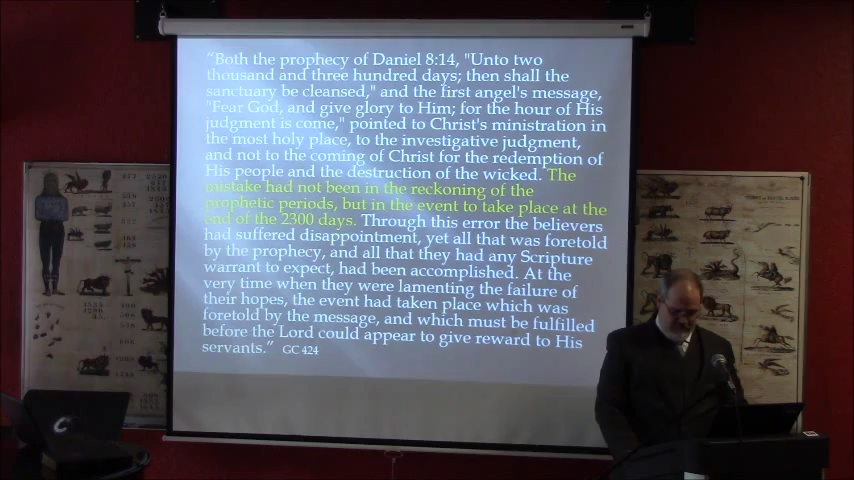 “Both the prophecy of Daniel 8:14, "Unto two
thousand and three hundred days; then shall the
sanctuary be cleansed," and the first angel's message,
"Fear God, and give glory to Him; for the hour of His
judgment is come," pointed to Christ's ministration in
the most holy place, to the investigative judgment,
and not to the coming of Christ for the redemption of
His people and the destruction of the wicked. The
mistake had not been in the reckoning of the
prophetic periods, but in the event to take place at the
end of the 2300 days. Through this error the believers
had suffered disappointment, yet all that was foretold
by the prophecy, and all that they had any Scripture
warrant to expect, had been accomplished. At the
very time when they were lamenting the failure of
their hopes, the event had taken place which was
foretold by the message, and which must be fulfilled
before the Lord could appear to give reward to His
servants.” GC 424